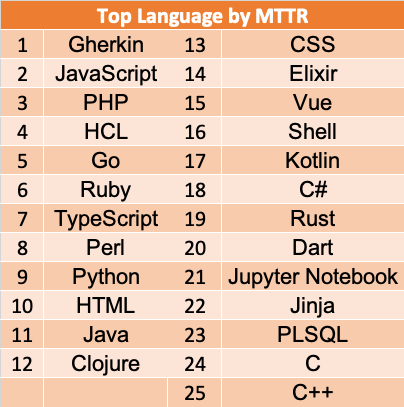 Top Language by MTTR
1 Gherkin 13 CSS
2 JavaScript 14 Elixir
3 PHP 15 Vue
4 HCL 16 Shell
5 Go 17 Kotlin
6 Ruby 18 C#
7 TypeScript 19 Rust
8 Perl 20 Dart
9 Python 21 Jupyter Notebook
10 HTML 22 Jinja
11 Java 23 PLSQL
12 Clojure 24 C
25 C++